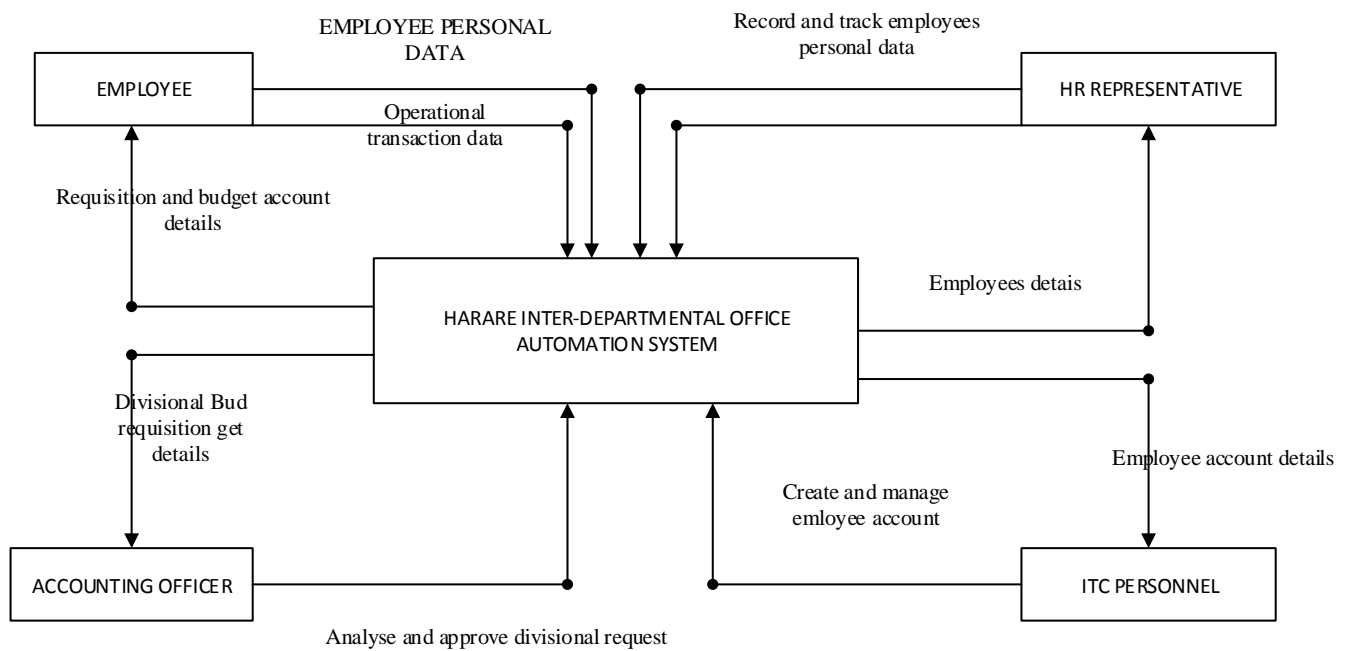 EMPLOYEE PERSONAL
DATA
Record and track employees
personal data
EMPLOYEE
HR REPRESENTATIVE
Operational
transaction data
Requisition and budget account
details
Employees detais
HARARE INTER-DEPARTMENTAL OFFICE
AUTOMATION SYSTEM
Divisional Bud
requisition get
details
Employee account details
Create and manage
emloyee account
ACCOUNTING OFFICER
ITC PERSONNEL
Analyse and approve divisional request